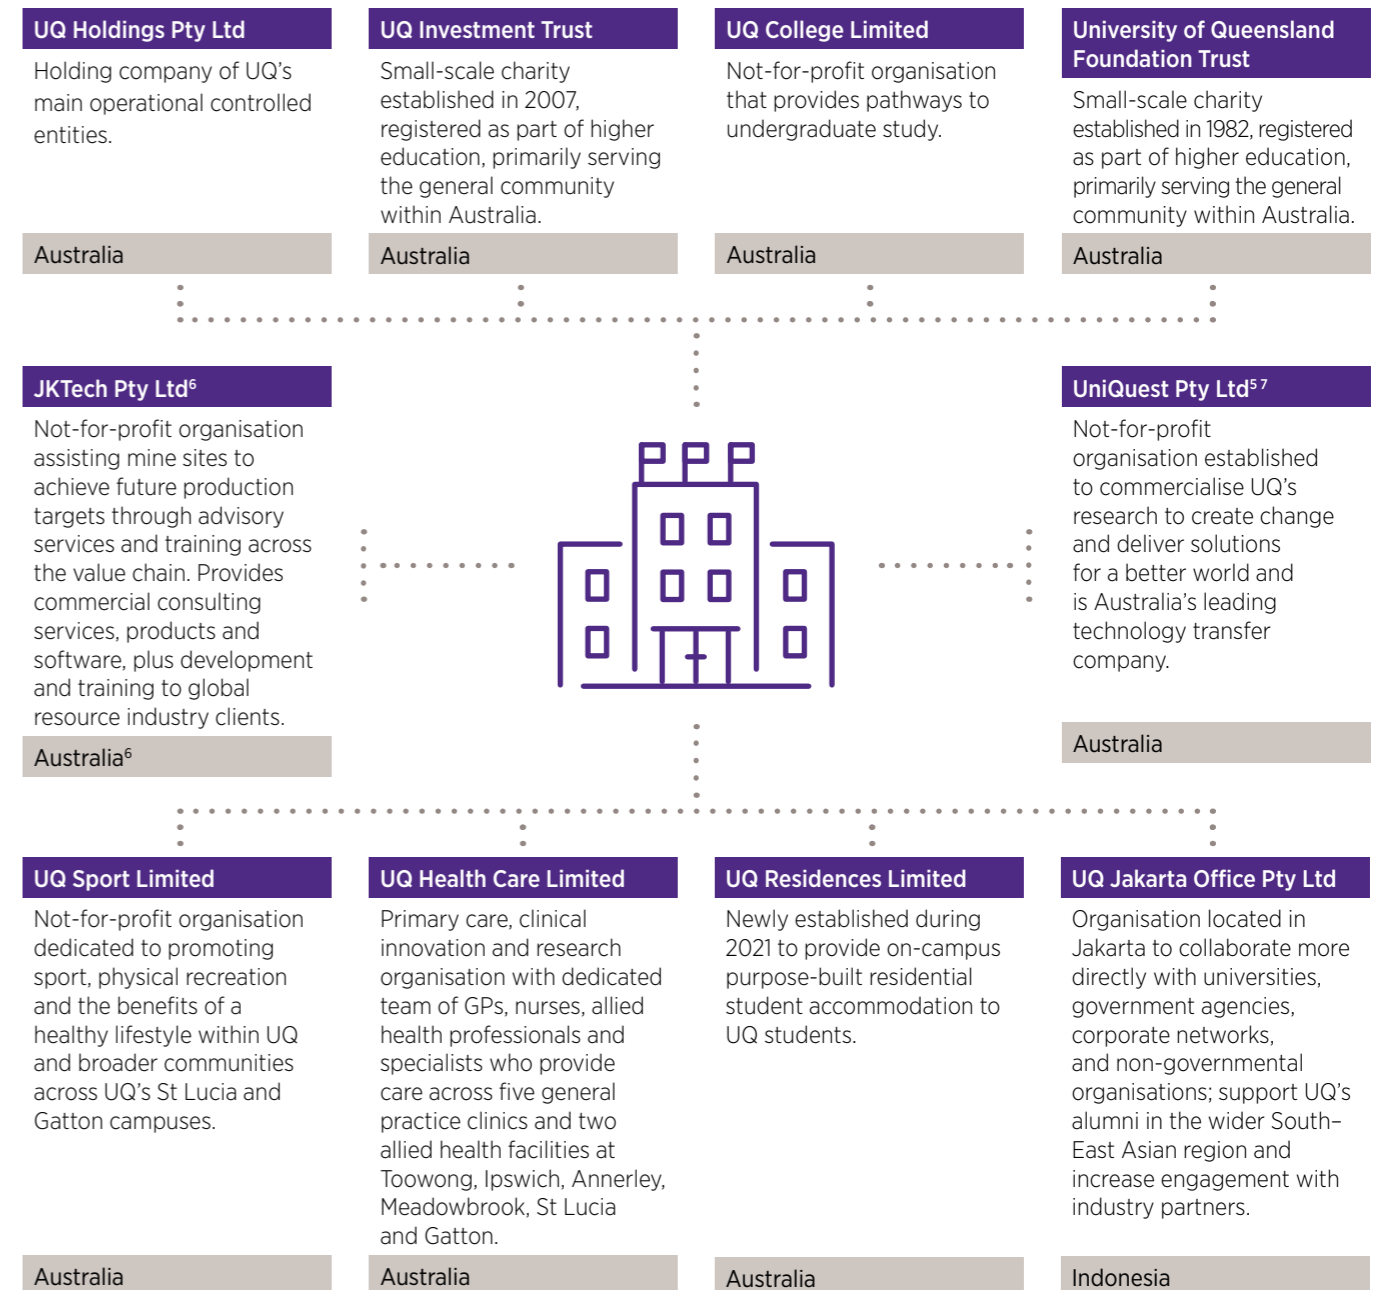 UQ Holdings Pty Ltd
Holding company of UQ’s
main operational controlled
entities.
Australia
UQ Investment Trust
Small-scale charity
established in 2007,
registered as part of higher
education, primarily serving
the general community
within Australia.
Australia
UQ College Limited
Not-for-profit organisation
that provides pathways to
undergraduate study.
Australia
University of Queensland
Foundation Trust
Small-scale charity
established in 1982, registered
as part of higher education,
primarily serving the general
community within Australia.
Australia
JKTech Pty Ltd⁶
Not-for-profit organisation
assisting mine sites to
achieve future production
targets through advisory
services and training across
the value chain. Provides
commercial consulting
services, products and
software, plus development
and training to global
resource industry clients.
Australia⁶
UniQuest Pty Ltd⁵ ⁷
Not-for-profit
organisation established
to commercialise UQ’s
research to create change
and deliver solutions
for a better world and
is Australia’s leading
technology transfer
company.
Australia
UQ Sport Limited
Not-for-profit organisation
dedicated to promoting
sport, physical recreation
and the benefits of a
healthy lifestyle within UQ
and broader communities
across UQ’s St Lucia and
Gatton campuses.
Australia
UQ Health Care Limited
Primary care, clinical
innovation and research
organisation with dedicated
team of GPs, nurses, allied
health professionals and
specialists who provide
care across five general
practice clinics and two
allied health facilities at
Toowong, Ipswich, Annerley,
Meadowbrook, St Lucia
and Gatton.
Australia
UQ Residences Limited
Newly established during
2021 to provide on-campus
purpose-built residential
student accommodation to
UQ students.
Australia
UQ Jakarta Office Pty Ltd
Organisation located in
Jakarta to collaborate more
directly with universities,
government agencies,
corporate networks,
and non-governmental
organisations; support UQ’s
alumni in the wider South–
East Asian region and
increase engagement with
industry partners.
Indonesia